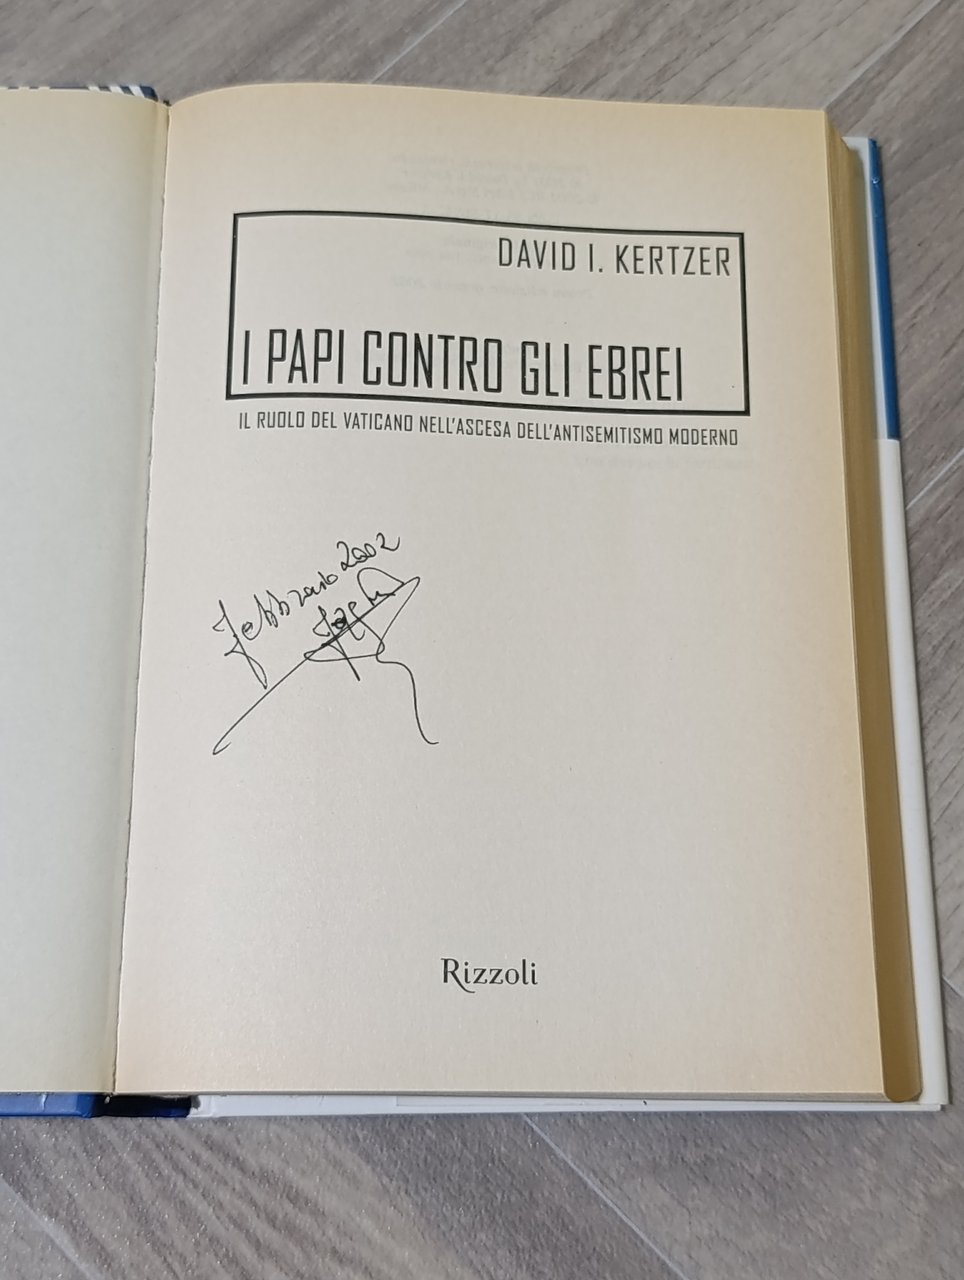 DAVID I. KERTZER
I PAPI CONTRO GLI EBREI
IL RUOLO DEL VATICANO NELL'ASCESA DELL'ANTISEMITISMO MODERNO
Febbraio 2002
Rizzoli